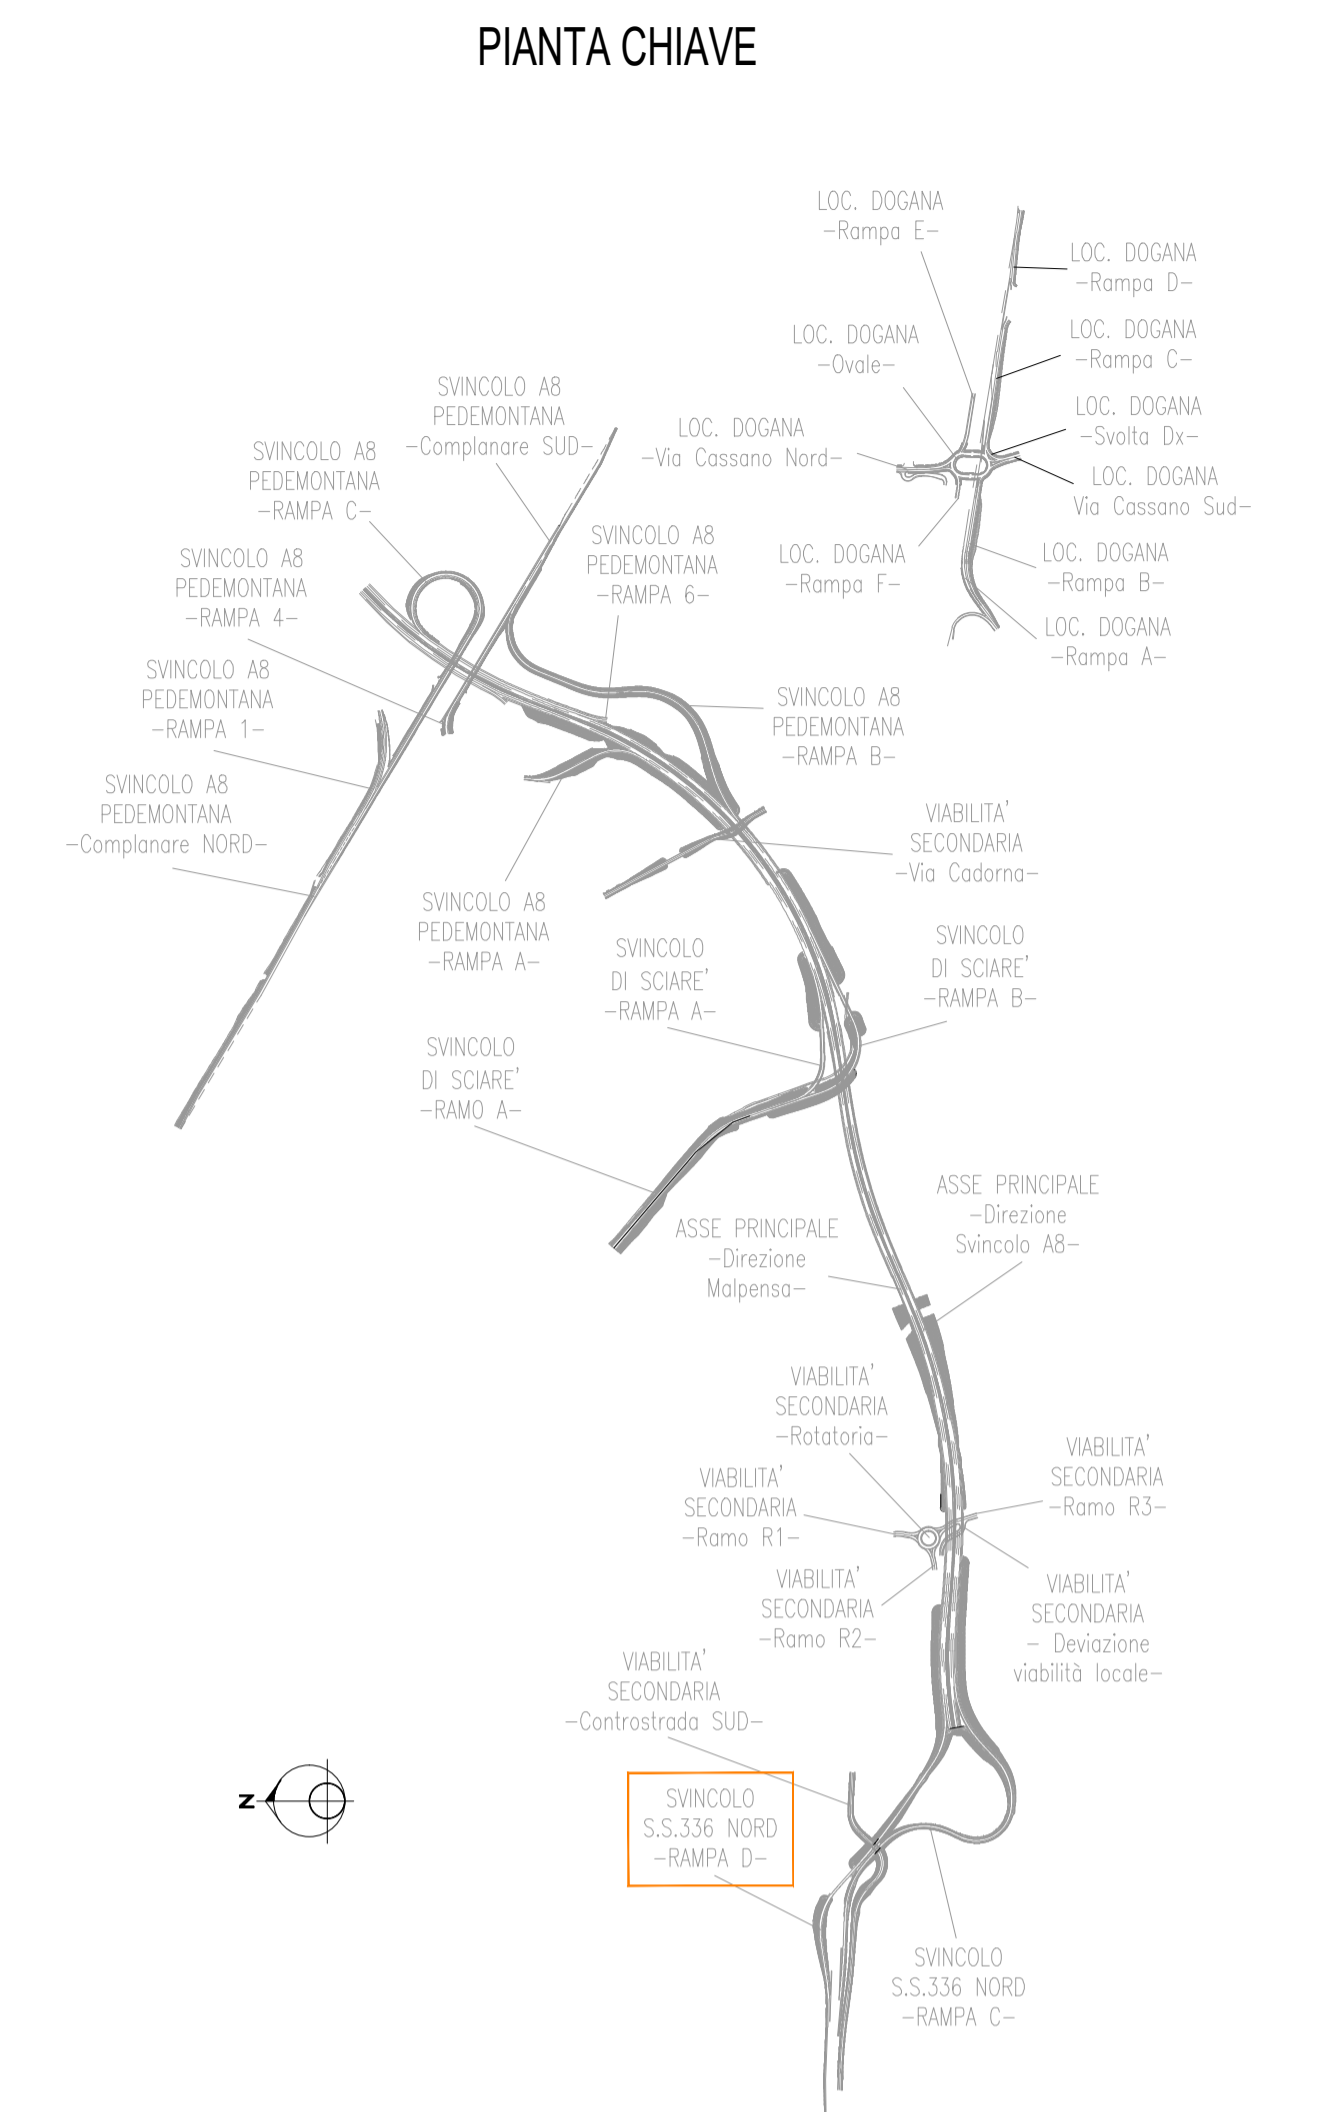 PIANTA CHIAVE
LOC. DOGANA
-Rampa E-
LOC. DOGANA
-Rampa D-
LOC. DOGANA
-Ovale-
LOC. DOGANA
-Rampa C-
SVINCOLO A8
PEDEMONTANA
-Complanare SUD-
LOC. DOGANA
-Via Cassano Nord-
LOC. DOGANA
-Svolta Dx-
SVINCOLO A8
PEDEMONTANA
-RAMPA C-
LOC. DOGANA
Via Cassano Sud-
SVINCOLO A8
PEDEMONTANA
-RAMPA 4-
SVINCOLO A8
PEDEMONTANA
-RAMPA 6-
LOC. DOGANA
-Rampa F-
LOC. DOGANA
-Rampa B-
LOC. DOGANA
-Rampa A-
SVINCOLO A8
PEDEMONTANA
-RAMPA 1-
SVINCOLO A8
PEDEMONTANA
-RAMPA B-
SVINCOLO A8
PEDEMONTANA
-Complanare NORD-
VIABILITA'
SECONDARIA
-Via Cadorna-
SVINCOLO A8
PEDEMONTANA
-RAMPA A-
SVINCOLO
DI SCIARE'
-RAMPA A-
SVINCOLO
DI SCIARE'
-RAMPA B-
SVINCOLO
DI SCIARE'
-RAMO A-
ASSE PRINCIPALE
-Direzione
Svincolo A8-
ASSE PRINCIPALE
-Direzione
Malpensa-
VIABILITA'
SECONDARIA
-Rotatoria-
VIABILITA'
SECONDARIA
-Ramo R3-
VIABILITA'
SECONDARIA
-Ramo R1-
VIABILITA'
SECONDARIA
-Ramo R2-
VIABILITA'
SECONDARIA
- Deviazione
viabilità locale-
VIABILITA'
SECONDARIA
-Controstrada SUD-
N
SVINCOLO
S.S.336 NORD
-RAMPA D-
SVINCOLO
S.S.336 NORD
-RAMPA C-